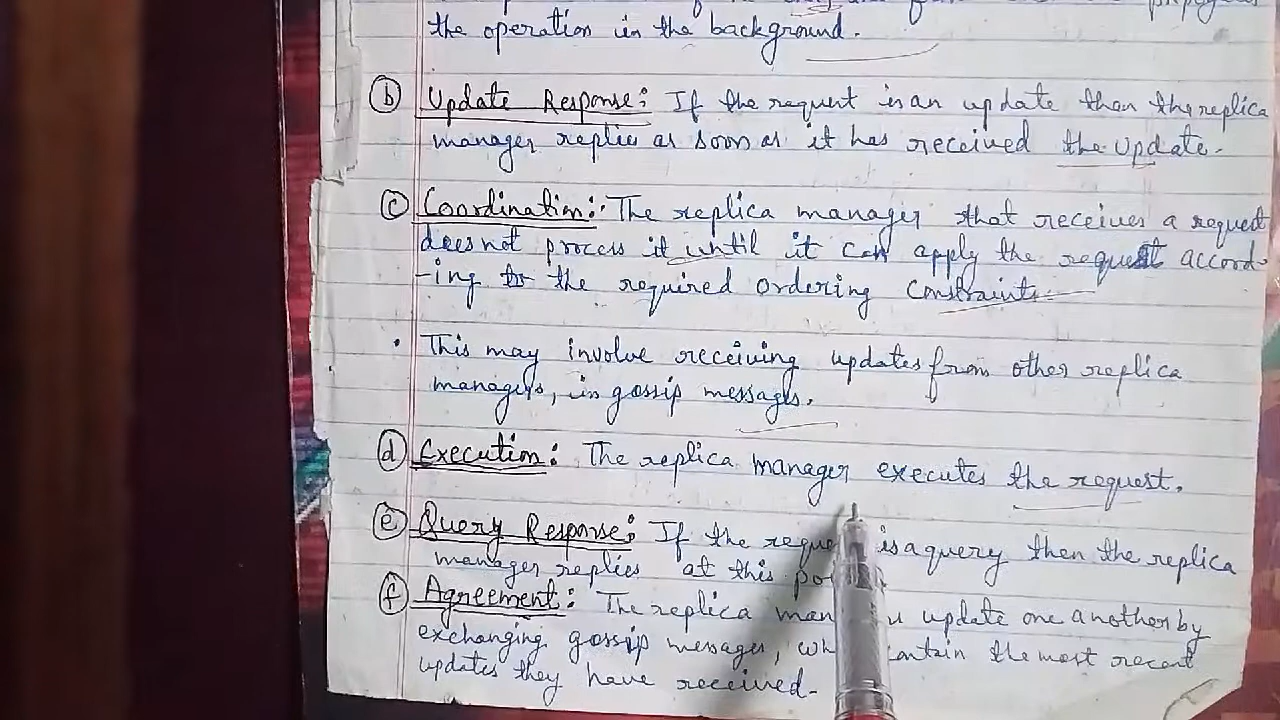 the operation in the background.
(b) Update Response: If the request is an update then the replica
manager replies as soon as it has received the update.
(c) Coordination: The replica manager that receives a request
does not process it until it can apply the request accord-
-ing to the required ordering constraints.
• This may involve receiving updates from other replica
managers, in gossip messages.
(d) Execution: The replica manager executes the request.
(e) Query Response: If the is a query then the replica
manager replies at this
(f) Agreement: The replica update one another by
exchanging gossip messages, the most recent
updates they have received.